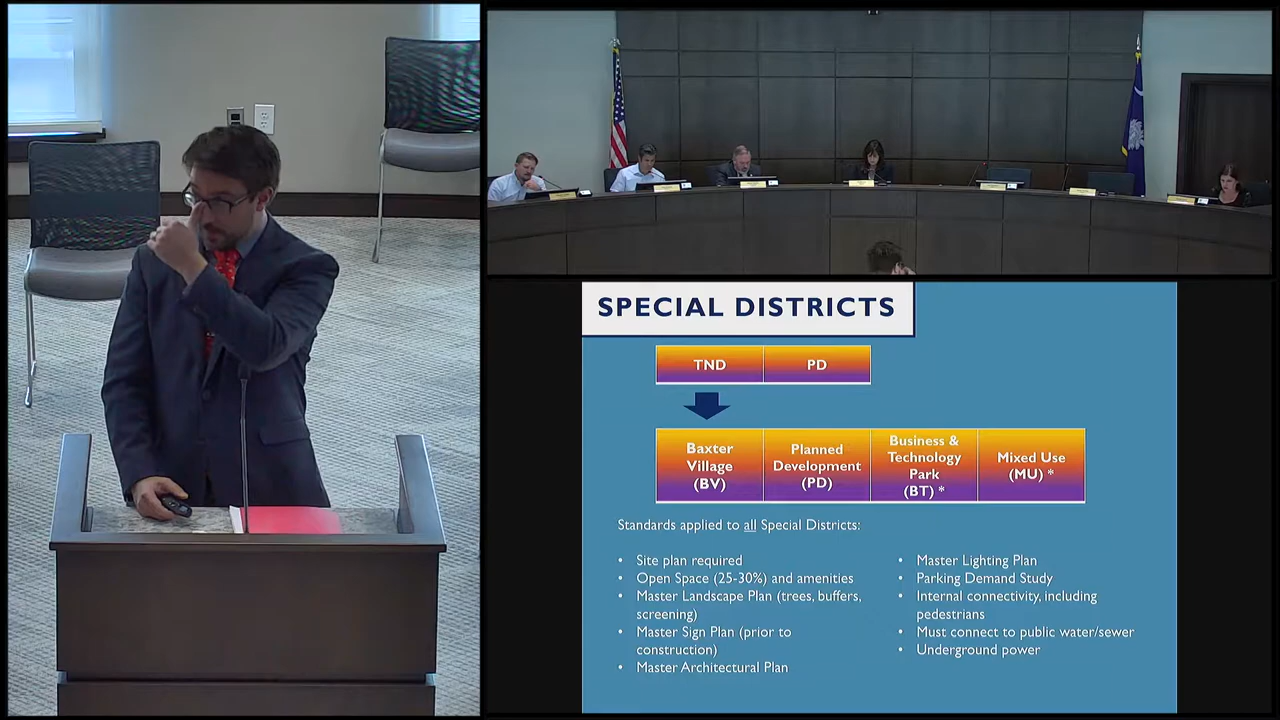 SPECIAL DISTRICTS
TND PD
Baxter
Village
(BV)
Planned
Development
(PD)
Business &
Technology
Park
(BT) *
Mixed Use
(MU) *
Standards applied to all Special Districts:
• Site plan required
• Open Space (25-30%) and amenities
• Master Landscape Plan (trees, buffers,
screening)
• Master Sign Plan (prior to
construction)
• Master Architectural Plan
• Master Lighting Plan
• Parking Demand Study
• Internal connectivity, including
pedestrians
• Must connect to public water/sewer
• Underground power